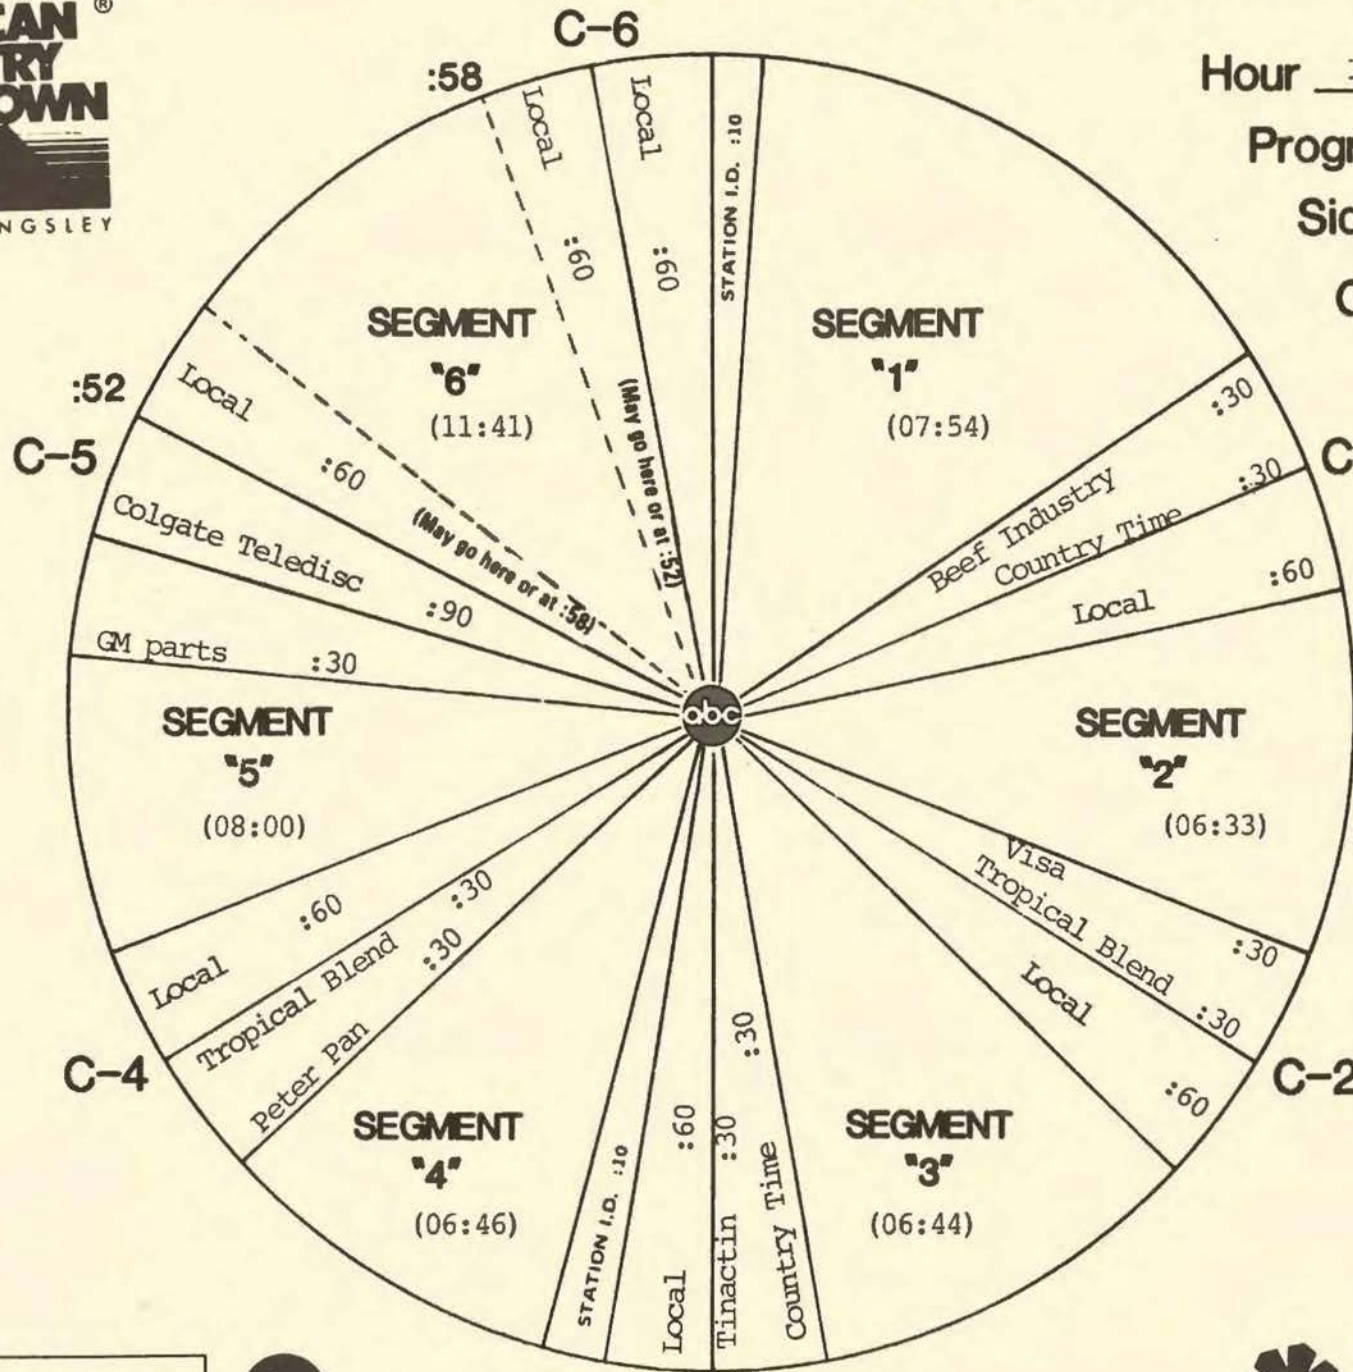 ®
NGSLEY
C-6
:58
Hour
Local
:60
Local
:60
(May go here or at :52)
STATION I.D. :10
SEGMENT
"1"
(07:54)
Beef Industry :30
Country Time :30
Local :60
SEGMENT
"2"
(06:33)
Visa :30
Tropical Blend :30
C-2
Local :60
SEGMENT
"3"
(06:44)
Country Time :30
Tinactin :30
Local :60
STATION I.D. :10
SEGMENT
"4"
(06:46)
Peter Pan :30
Tropical Blend :30
C-4
Local :60
SEGMENT
"5"
(08:00)
GM parts :30
Colgate Teledisc :90
C-5
:52
Local :60
(May go here or at :58)
SEGMENT
"6"
(11:41)
abc